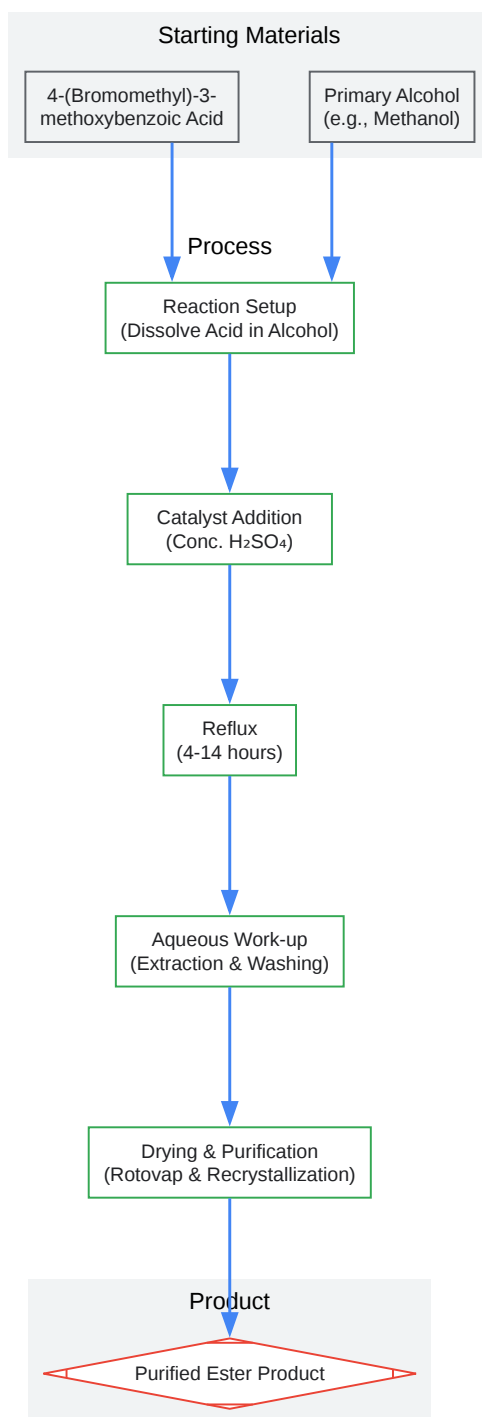 Starting Materials
4-(Bromomethyl)-3-
methoxybenzoic Acid
Primary Alcohol
(e.g., Methanol)
Process
Reaction Setup
(Dissolve Acid in Alcohol)
Catalyst Addition
(Conc. H₂SO₄)
Reflux
(4-14 hours)
Aqueous Work-up
(Extraction & Washing)
Drying & Purification
(Rotovap & Recrystallization)
Product
Purified Ester Product